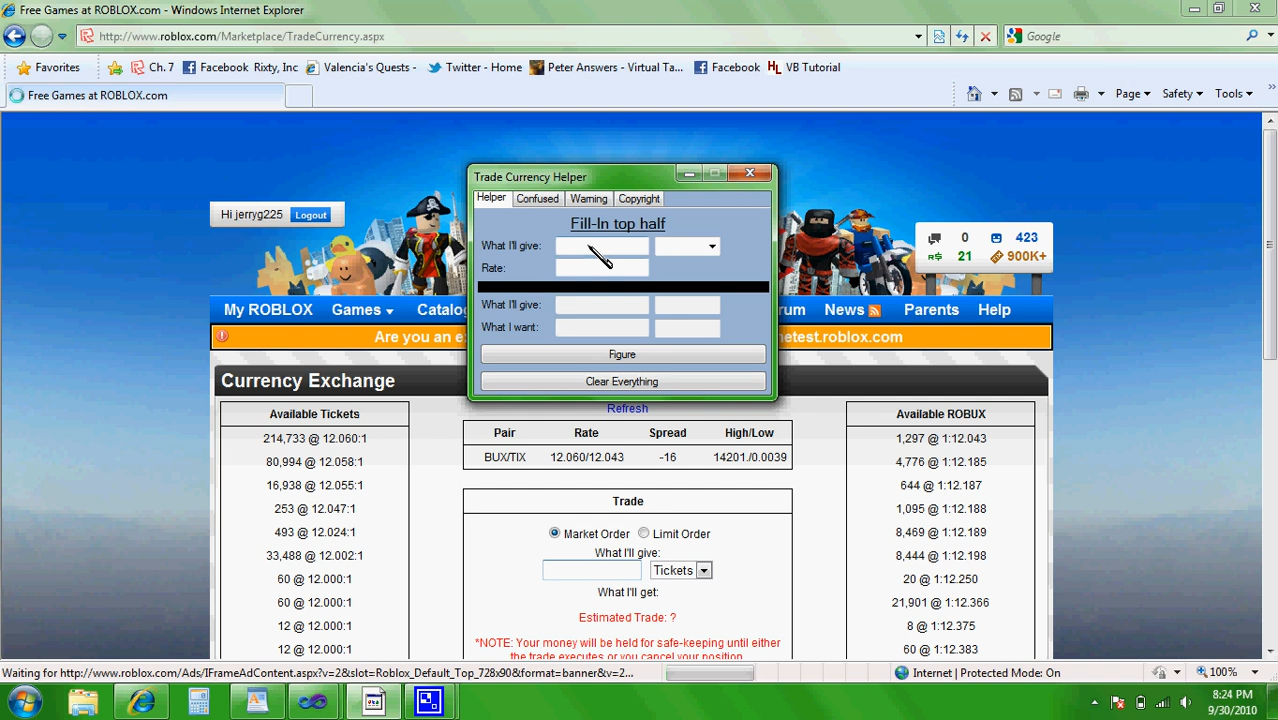 Free Games at ROBLOX.com - Windows Internet Explorer
http://www.roblox.com/Marketplace/TradeCurrency.aspx
Google
Favorites Ch. 7 Facebook Rixty, Inc Valencia's Quests - Twitter - Home Peter Answers - Virtual Ta... Facebook HL VB Tutorial
Free Games at ROBLOX.com
Page Safety Tools
Trade Currency Helper
Helper Confused Warning Copyright
Fill-In top half
What I'll give:
Rate:
What I'll give:
What I want:
Figure
Clear Everything
Hi jerryg225 Logout
0 423
R$ 21 900K+
My ROBLOX Games Catalo rum News Parents Help
Are you an e netest.roblox.com
Currency Exchange
Refresh
Available Tickets
214,733 @ 12.060:1
80,994 @ 12.058:1
16,938 @ 12.055:1
253 @ 12.047:1
493 @ 12.024:1
33,488 @ 12.002:1
60 @ 12.000:1
60 @ 12.000:1
12 @ 12.000:1
12 @ 12.000:1
Pair Rate Spread High/Low
BUX/TIX 12.060/12.043 -16 14201./0.0039
Trade
Market Order Limit Order
What I'll give:
Tickets
What I'll get:
Estimated Trade: ?
*NOTE: Your money will be held for safe-keeping until either
the trade executes or you cancel your position.
Available ROBUX
1,297 @ 1:12.043
4,776 @ 1:12.185
644 @ 1:12.187
1,095 @ 1:12.188
8,469 @ 1:12.189
8,444 @ 1:12.198
20 @ 1:12.250
21,901 @ 1:12.366
8 @ 1:12.375
60 @ 1:12.383
Waiting for http://www.roblox.com/Ads/IFrameAdContent.aspx?v=2&slot=Roblox_Default_Top_728x90&format=banner&v=2...
Internet | Protected Mode: On
100%
8:24 PM
9/30/2010